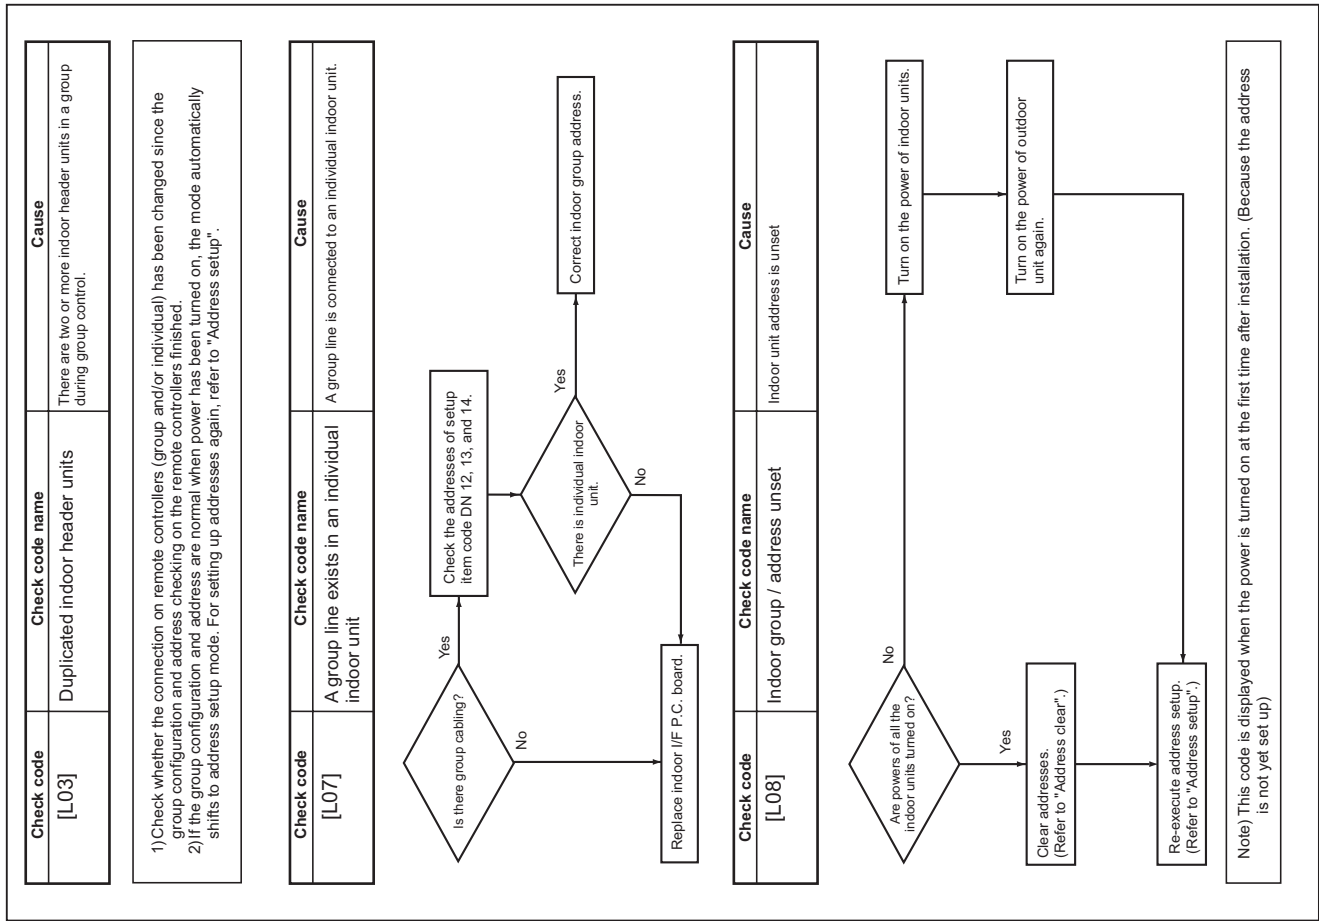 Check code
Check code name
Cause
[L03]
Duplicated indoor header units
There are two or more indoor header units in a group
during group control.
1)Check whether the connection on remote controllers (group and/or individual) has been changed since the
group configuration and address checking on the remote controllers finished.
2)If the group configuration and address are normal when power has been turned on, the mode automatically
shifts to address setup mode. For setting up addresses again, refer to "Address setup".
Check code
Check code name
Cause
[L07]
A group line exists in an individual
indoor unit
A group line is connected to an individual indoor unit.
Is there group cabling?
Yes
No
Check the addresses of setup
item code DN 12, 13, and 14.
There is individual indoor
unit.
Yes
No
Correct indoor group address.
Replace indoor I/F P.C. board.
Check code
Check code name
Cause
[L08]
Indoor group / address unset
Indoor unit address is unset
Are powers of all the
indoor units turned on?
No
Yes
Turn on the power of indoor units.
Turn on the power of outdoor
unit again.
Clear addresses.
(Refer to "Address clear".)
Re-execute address setup.
(Refer to "Address setup".)
Note) This code is displayed when the power is turned on at the first time after installation. (Because the address
is not yet set up)